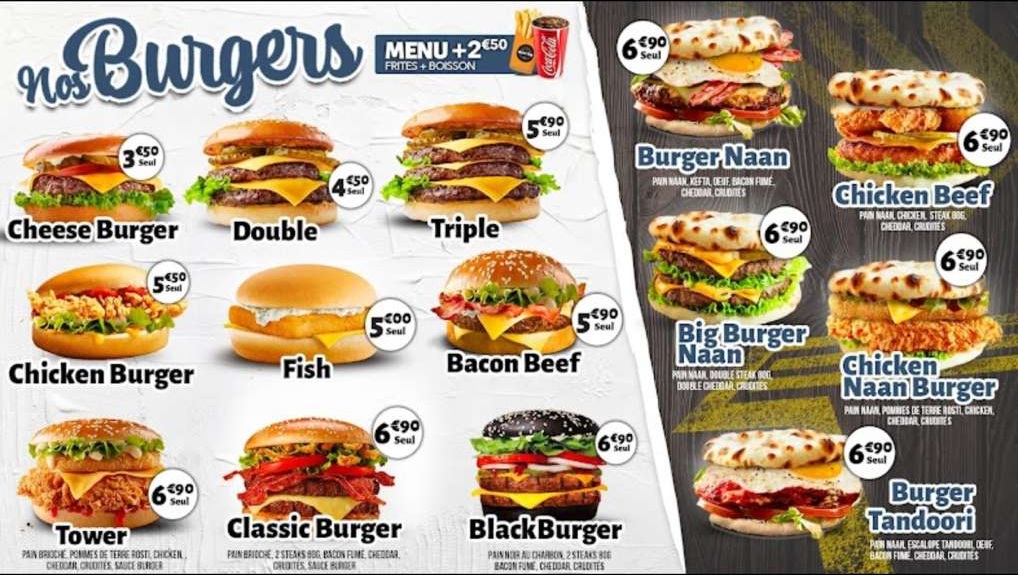 Nos Burgers
MENU +2€50
FRITES + BOISSON
Coca-Cola
3€50
Seul
Cheese Burger
4€50
Seul
Double
5€90
Seul
Triple
5€50
Seul
Chicken Burger
5€00
Seul
Fish
5€90
Seul
Bacon Beef
6€90
Seul
Tower
PAIN BRIOCHÉ, POMMES DE TERRE ROSTI, CHICKEN,
CHEDDAR, CRUDITÉS, SAUCE BURGER
6€90
Seul
Classic Burger
PAIN BRIOCHE, 2 STEAKS 80G, BACON FUMÉ, CHEDDAR,
CRUDITÉS, SAUCE BURGER
6€90
Seul
Black Burger
PAIN NOIR AU CHARBON, 2 STEAKS 80G
BACON FUMÉ, CHEDDAR, CRUDITÉS
6€90
Seul
Burger Naan
PAIN NAAN, KEFTA, OEUF, BACON FUMÉ,
CHEDDAR, CRUDITÉS
6€90
Seul
Chicken Beef
PAIN NAAN, CHICKEN, STEAK 80G,
CHEDDAR, CRUDITÉS
6€90
Seul
Big Burger
Naan
PAIN NAAN, DOUBLE STEAK 80G,
DOUBLE CHEDDAR, CRUDITÉS
6€90
Seul
Chicken
Naan Burger
PAIN NAAN, POMMES DE TERRE ROSTI, CHICKEN,
CHEDDAR, CRUDITÉS
6€90
Seul
Burger
Tandoori
PAIN NAAN, ESCALOPE TANDOORI, OEUF,
BACON FUMÉ, CHEDDAR, CRUDITÉS